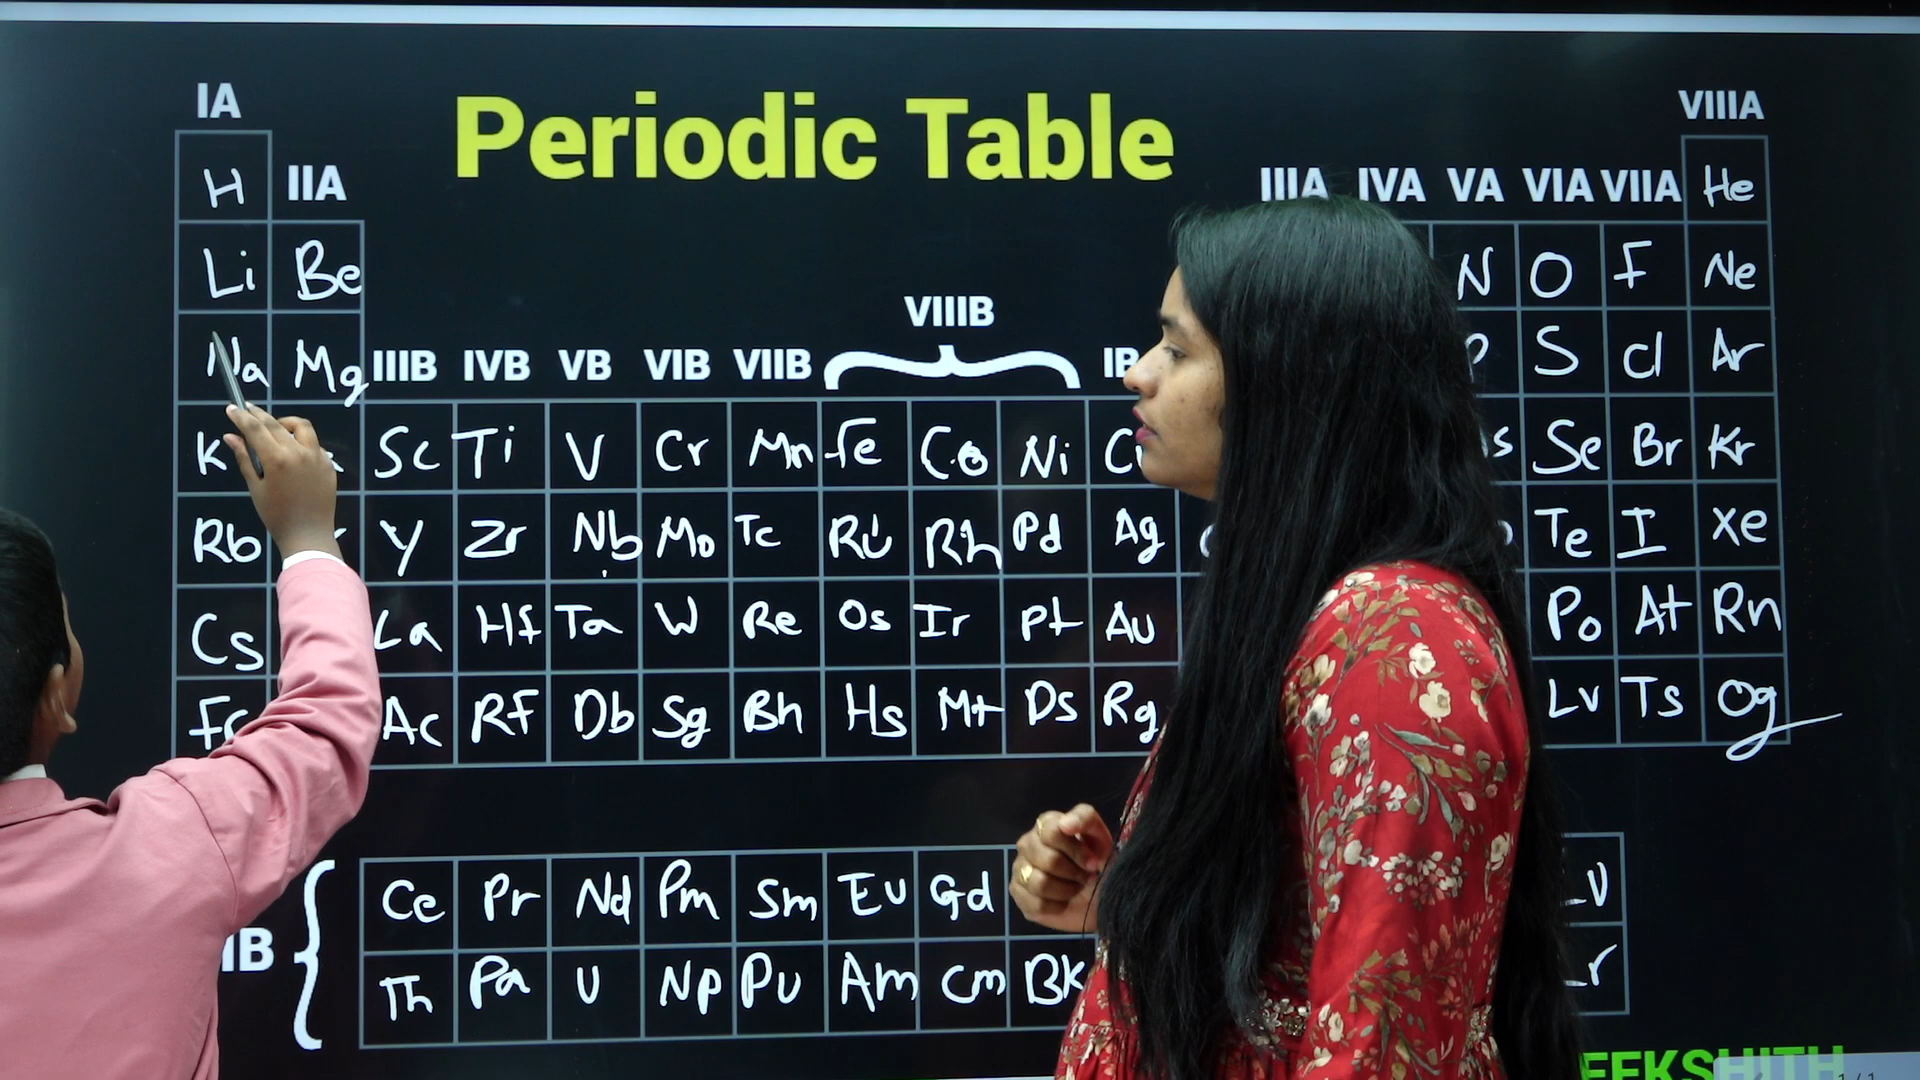 IA VIIIA
Periodic Table
H IIA IIIA IVA VA VIA VIIA He
Li Be N O F Ne
VIIIB
Na Mg IIIB IVB VB VIB VIIB IB S Cl Ar
K Sc Ti V Cr Mn Fe Co Ni Se Br Kr
Rb Y Zr Nb Mo Tc Ru Rh Pd Ag Te I Xe
Cs La Hf Ta W Re Os Ir Pt Au Po At Rn
Fr Ac Rf Db Sg Bh Hs Mt Ds Rg Lv Ts Og
Ce Pr Nd Pm Sm Eu Gd
IB
Th Pa U Np Pu Am Cm Bk